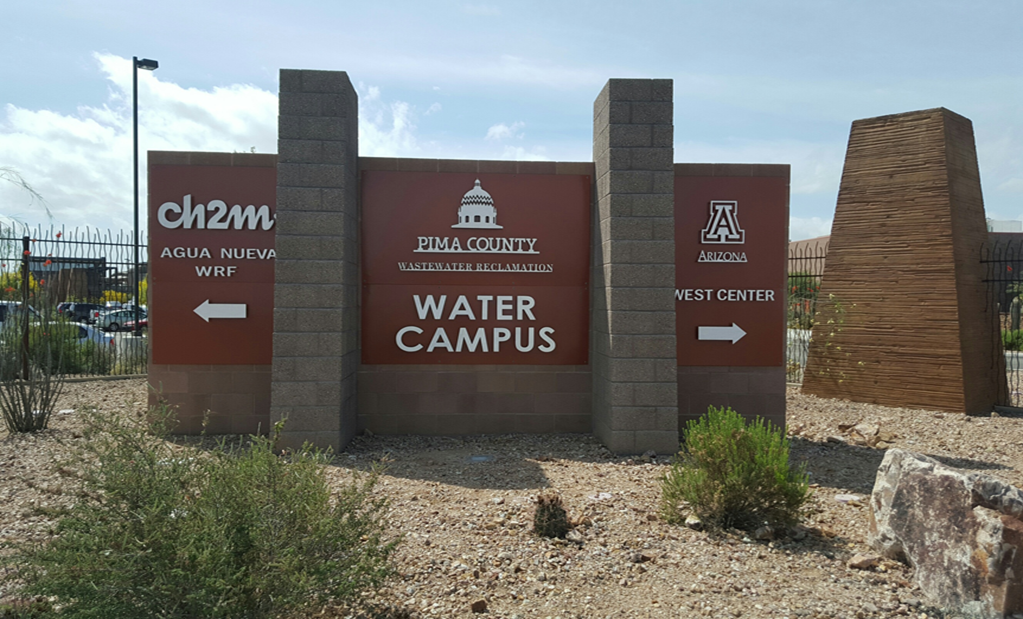 ch2m
AGUA NUEVA
WRF
PIMA COUNTY
WASTEWATER RECLAMATION
WATER
CAMPUS
A
ARIZONA
WEST CENTER